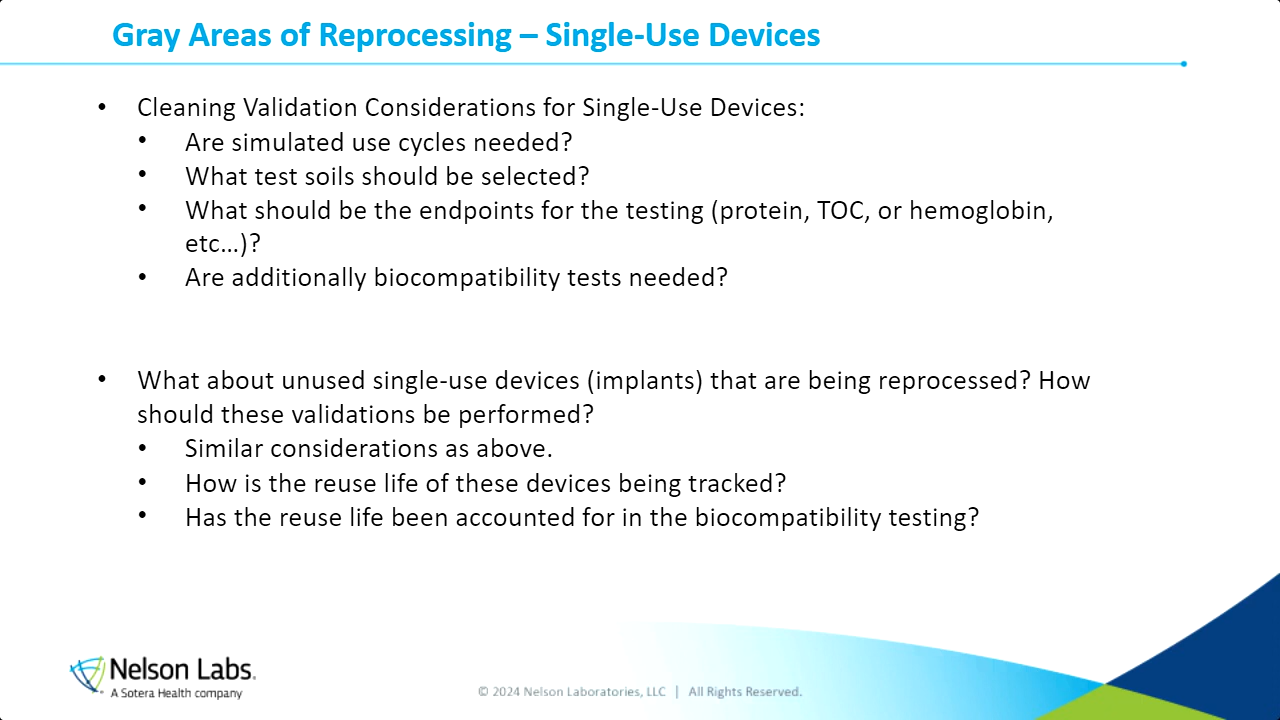 Gray Areas of Reprocessing – Single-Use Devices
• Cleaning Validation Considerations for Single-Use Devices:
• Are simulated use cycles needed?
• What test soils should be selected?
• What should be the endpoints for the testing (protein, TOC, or hemoglobin,
etc…)?
• Are additionally biocompatibility tests needed?
• What about unused single-use devices (implants) that are being reprocessed? How
should these validations be performed?
• Similar considerations as above.
• How is the reuse life of these devices being tracked?
• Has the reuse life been accounted for in the biocompatibility testing?
Nelson Labs.
A Sotera Health company
© 2024 Nelson Laboratories, LLC | All Rights Reserved.